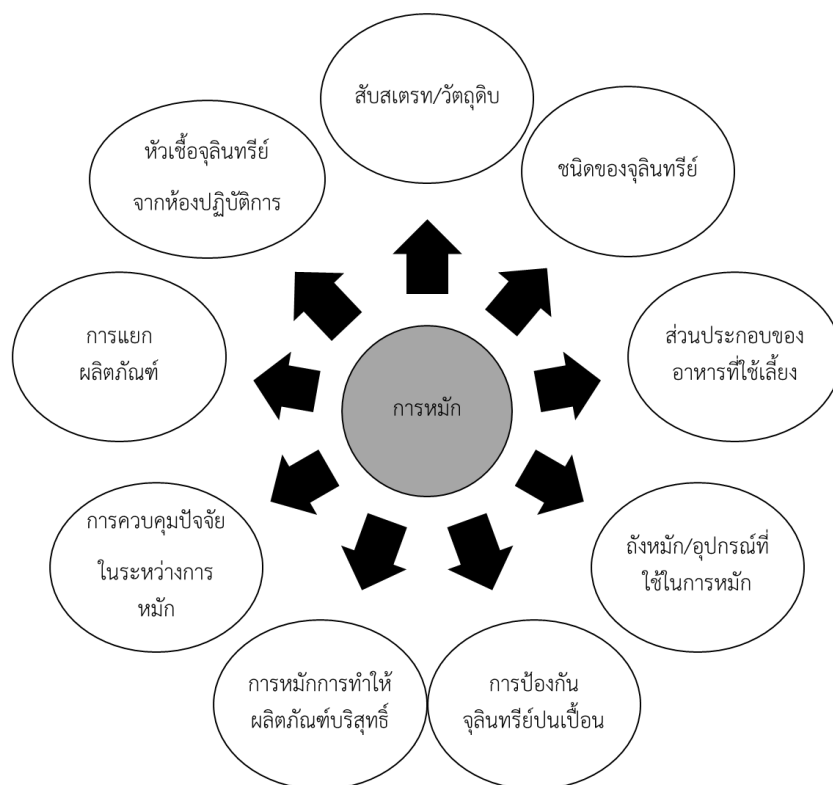 สับสเตรท/วัตถุดิบ
ชนิดของจุลินทรีย์
ส่วนประกอบของ
อาหารที่ใช้เลี้ยง
ถังหมัก/อุปกรณ์ที่
ใช้ในการหมัก
การป้องกัน
จุลินทรีย์ปนเปื้อน
การหมักการทำให้
ผลิตภัณฑ์บริสุทธิ์
การควบคุมปัจจัย
ในระหว่างการ
หมัก
การแยก
ผลิตภัณฑ์
หัวเชื้อจุลินทรีย์
จากห้องปฏิบัติการ
การหมัก